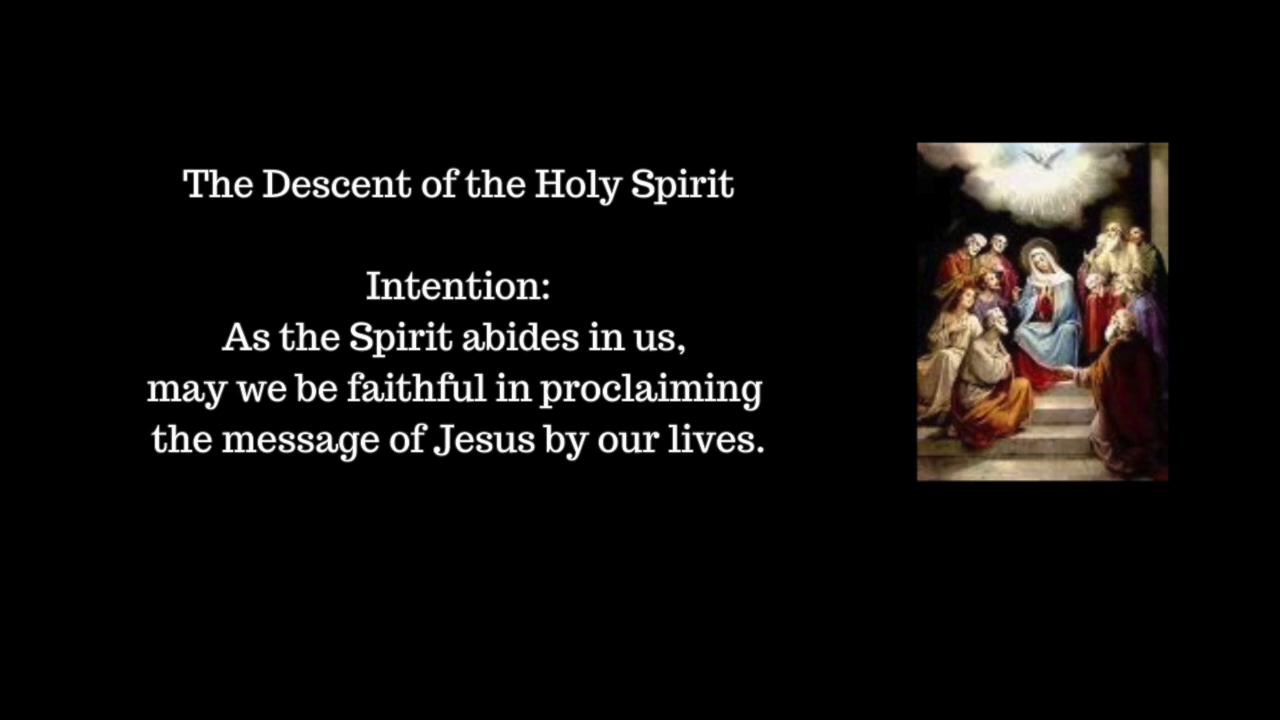 The Descent of the Holy Spirit
Intention:
As the Spirit abides in us,
may we be faithful in proclaiming
the message of Jesus by our lives.